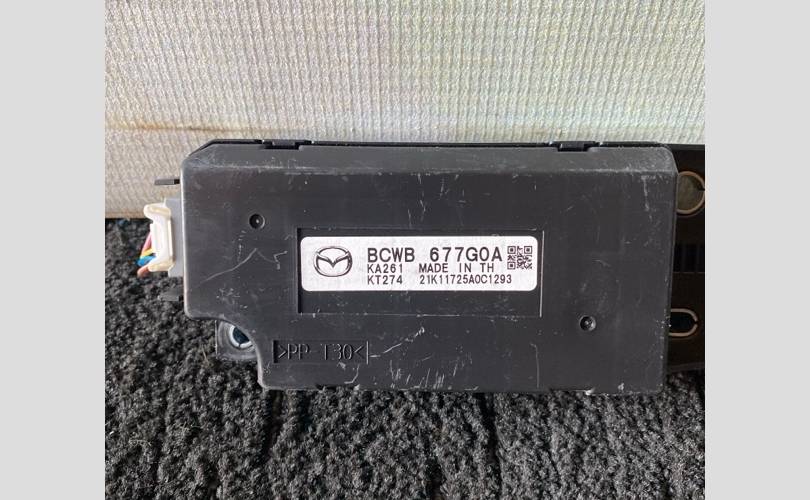 BCWB 677G0A
KA261 MADE IN TH
KT274 21K11725A0C1293
>PP-T30<